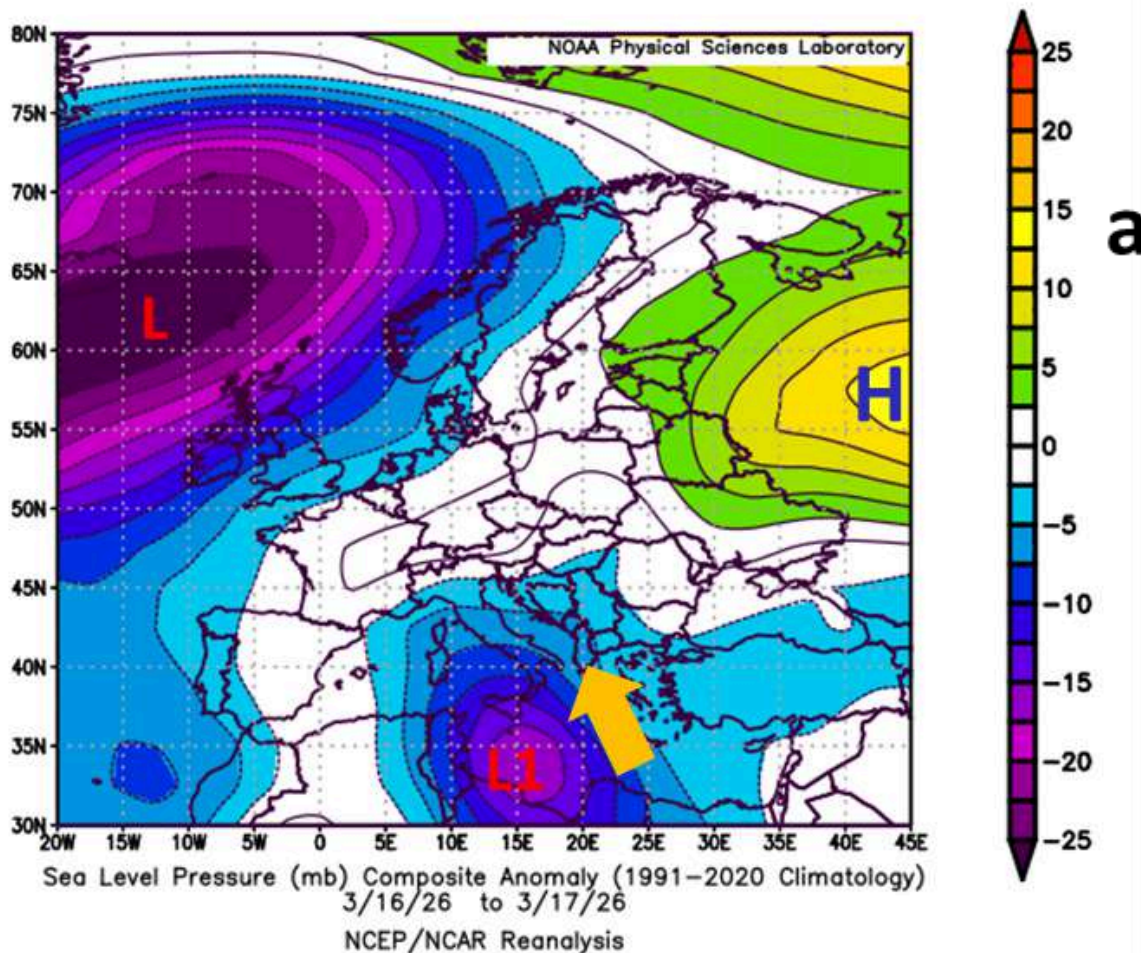 NOAA Physical Sciences Laboratory
80N
75N
70N
65N
60N
55N
50N
45N
40N
35N
30N
L
H
L1
20W 15W 10W 5W 0 5E 10E 15E 20E 25E 30E 35E 40E 45E
25
20
15
10
5
0
−5
−10
−15
−20
−25
a
Sea Level Pressure (mb) Composite Anomaly (1991−2020 Climatology)
3/16/26 to 3/17/26
NCEP/NCAR Reanalysis